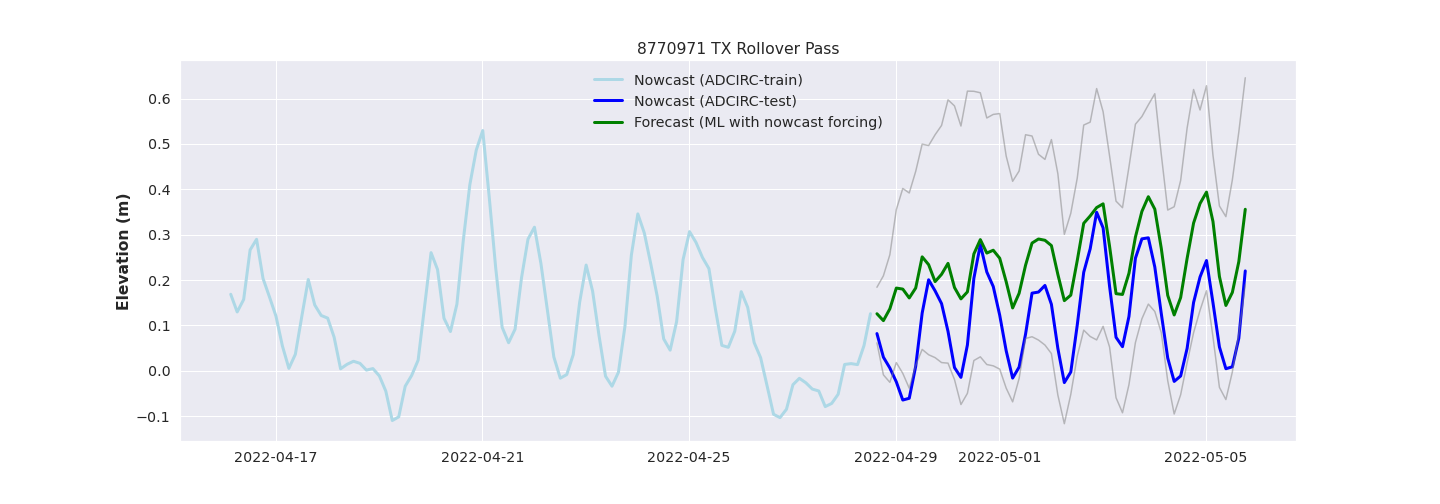 8770971 TX Rollover Pass
Nowcast (ADCIRC-train)
Nowcast (ADCIRC-test)
Forecast (ML with nowcast forcing)
Elevation (m)
0.6
0.5
0.4
0.3
0.2
0.1
0.0
−0.1
2022-04-17 2022-04-21 2022-04-25 2022-04-29 2022-05-01 2022-05-05